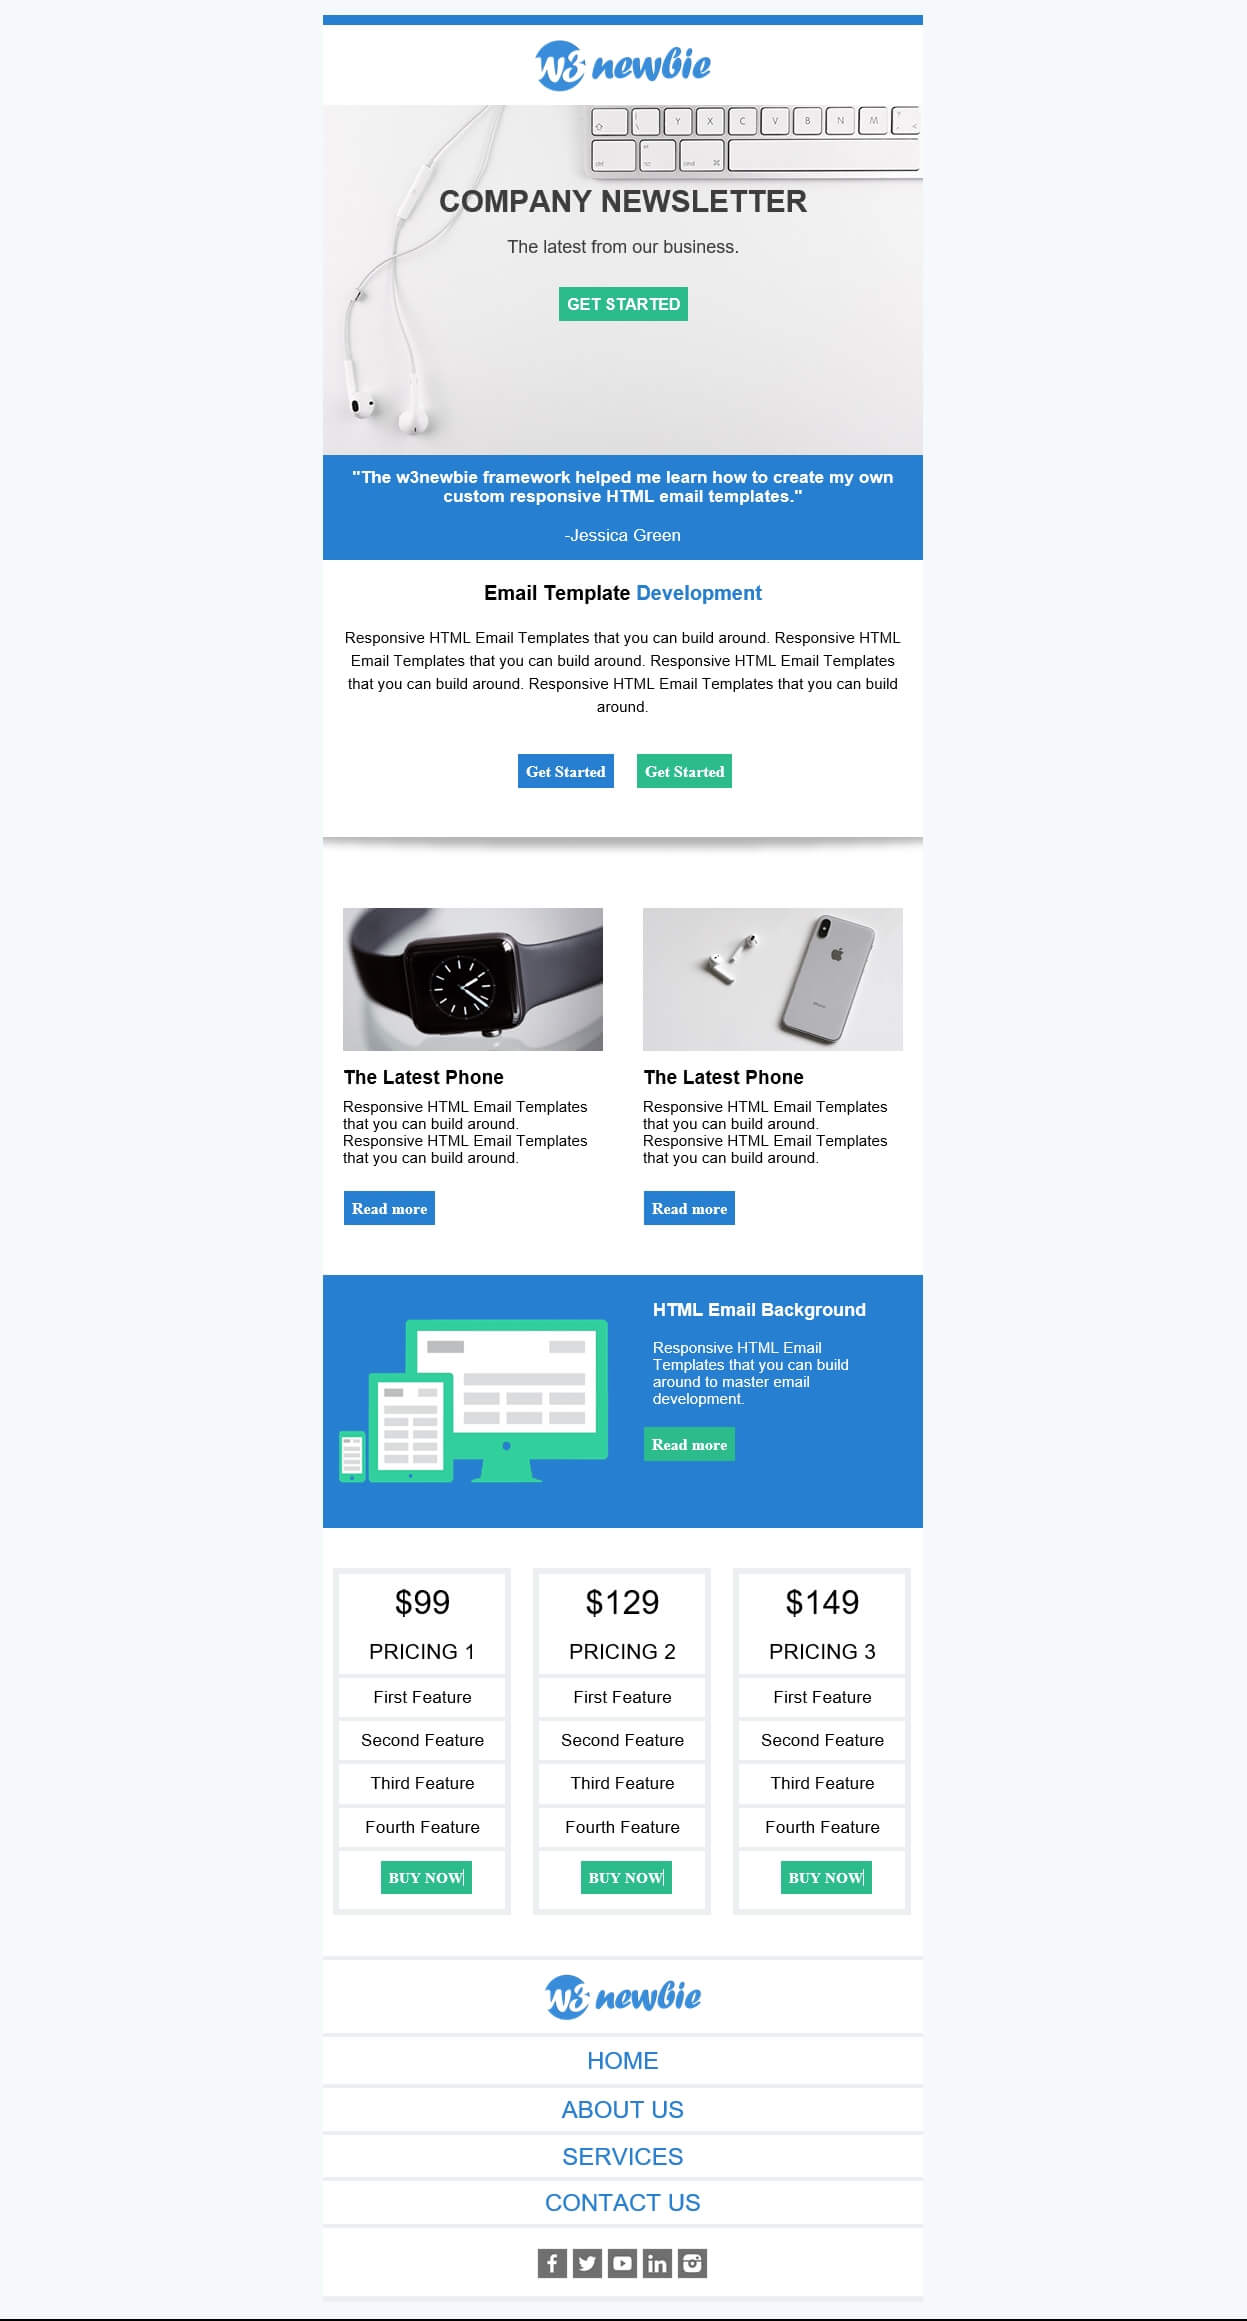 w3 newbie
Y X C V B N M
COMPANY NEWSLETTER
The latest from our business.
GET STARTED
"The w3newbie framework helped me learn how to create my own
custom responsive HTML email templates."
-Jessica Green
Email Template Development
Responsive HTML Email Templates that you can build around. Responsive HTML
Email Templates that you can build around. Responsive HTML Email Templates
that you can build around. Responsive HTML Email Templates that you can build
around.
Get Started
Get Started
The Latest Phone
Responsive HTML Email Templates
that you can build around.
Responsive HTML Email Templates
that you can build around.
Read more
The Latest Phone
Responsive HTML Email Templates
that you can build around.
Responsive HTML Email Templates
that you can build around.
Read more
HTML Email Background
Responsive HTML Email
Templates that you can build
around to master email
development.
Read more
$99
PRICING 1
First Feature
Second Feature
Third Feature
Fourth Feature
BUY NOW
$129
PRICING 2
First Feature
Second Feature
Third Feature
Fourth Feature
BUY NOW
$149
PRICING 3
First Feature
Second Feature
Third Feature
Fourth Feature
BUY NOW
w3 newbie
HOME
ABOUT US
SERVICES
CONTACT US